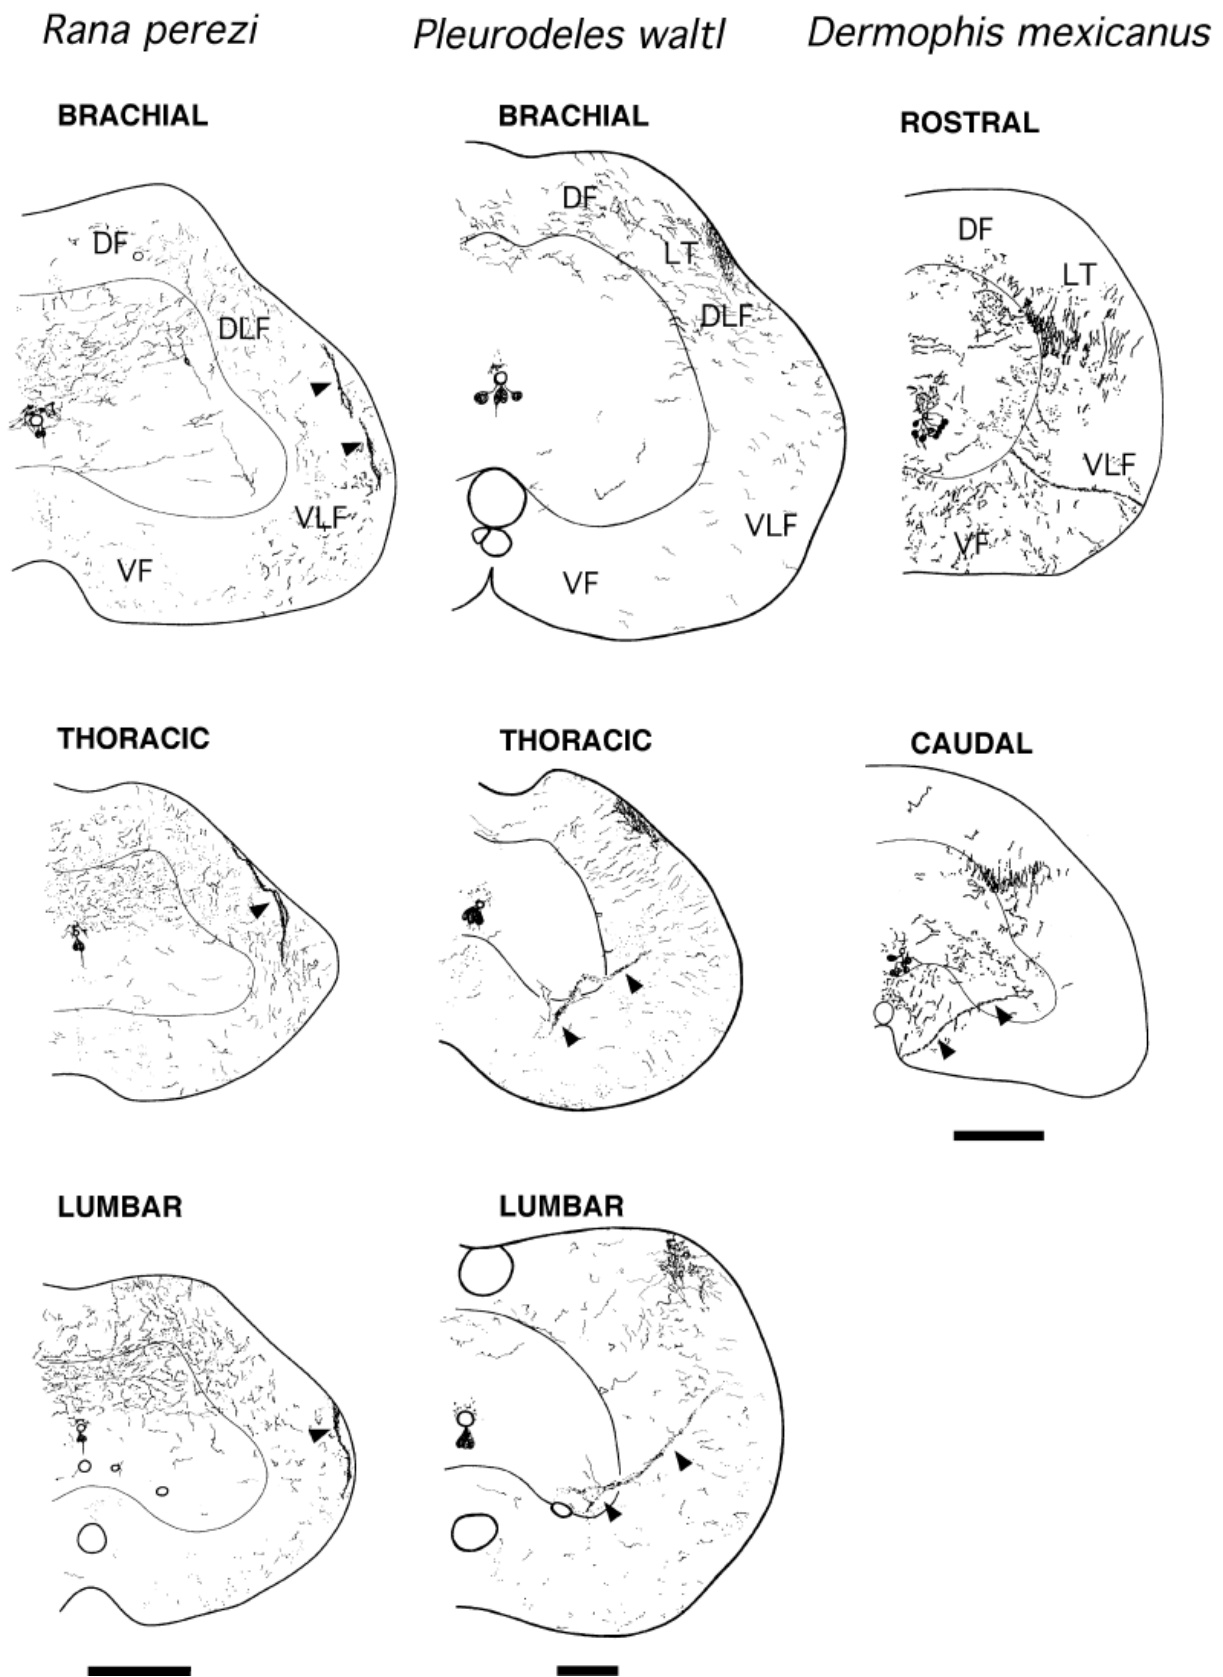 Rana perezi
Pleurodeles waltl
Dermophis mexicanus
BRACHIAL
BRACHIAL
ROSTRAL
DF
DLF
VLF
VF
DF
LT
DLF
VLF
VF
DF
LT
VLF
VF
THORACIC
THORACIC
CAUDAL
LUMBAR
LUMBAR